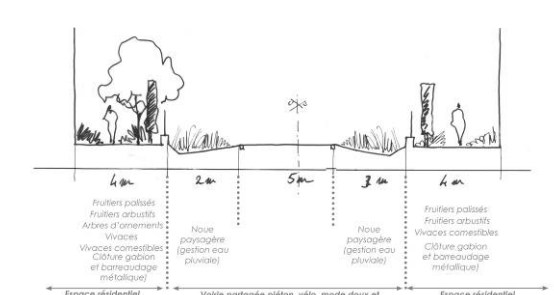 4m 2m 5m 3m 4m
Fruitiers palissés
Fruitiers arbustifs
Arbres d'ornements
Vivaces
Vivaces comestibles
Clôture gabion
et barreaudage
métallique)
Noue
paysagère
(gestion eau
pluviale)
Noue
paysagère
(gestion eau
pluviale)
Fruitiers palissés
Fruitiers arbustifs
Vivaces comestibles
Clôture gabion
et barreaudage
métallique)
Espace résidentiel
Voirie partagée piéton, vélo, mode doux et
Espace résidentiel